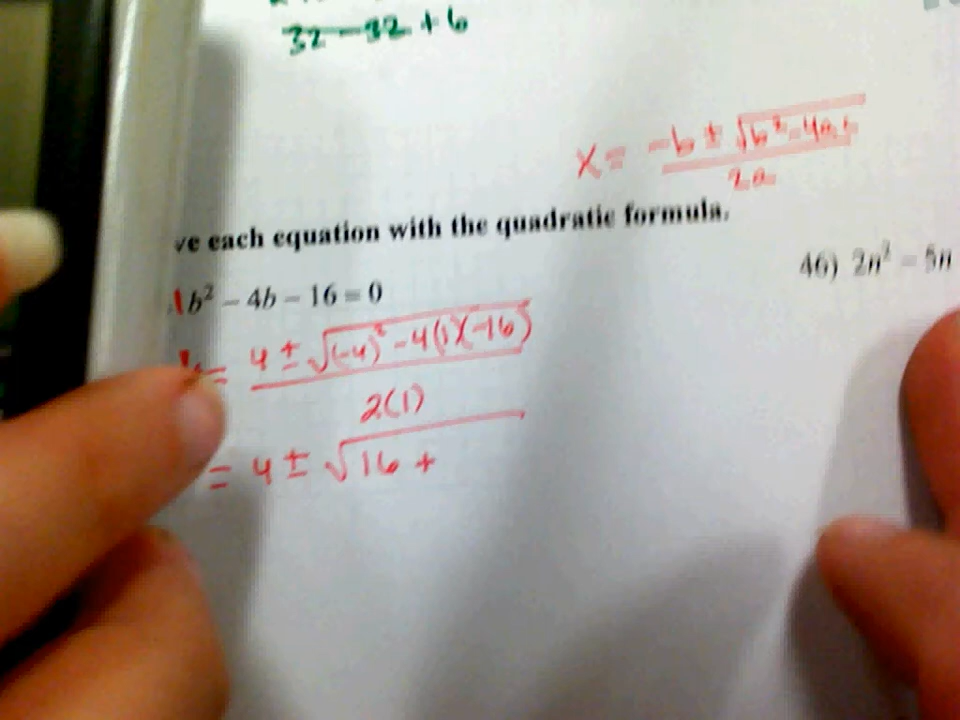 32 - 32 + 6
x = -b ± √b² - 4ac
2a
ve each equation with the quadratic formula.
1b² - 4b - 16 = 0
46) 2n² - 5n
= 4 ± √(-4)² - 4(1)(-16)
2(1)
= 4 ± √16 +